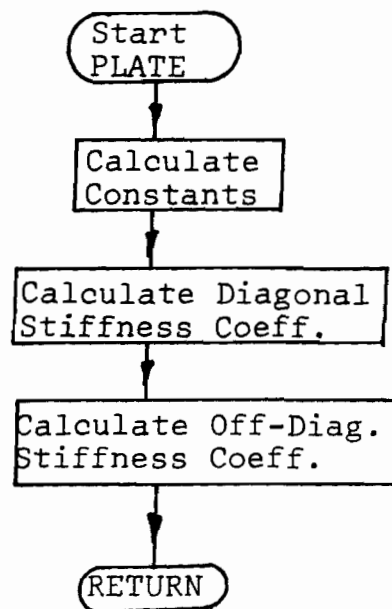 Start
PLATE
Calculate
Constants
Calculate Diagonal
Stiffness Coeff.
Calculate Off-Diag.
Stiffness Coeff.
RETURN